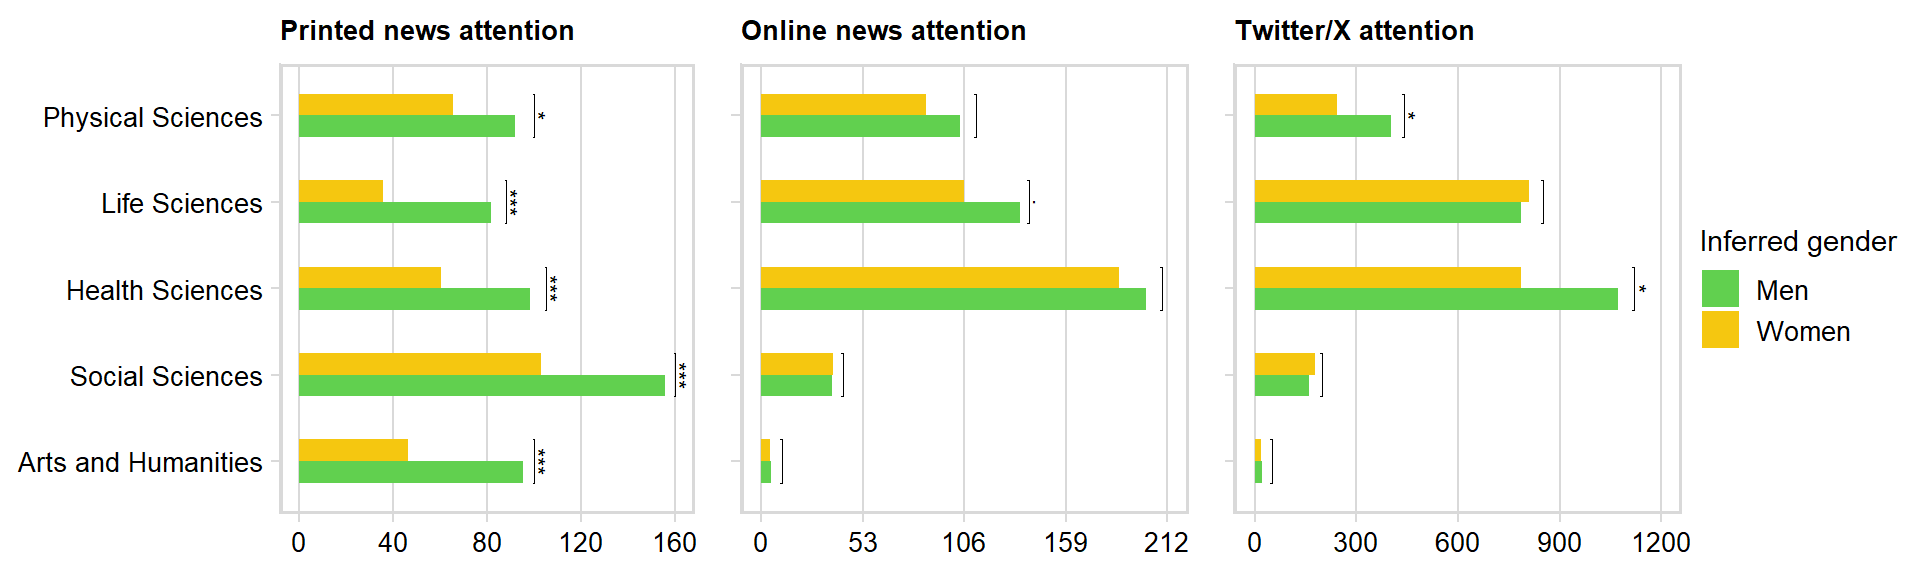 Printed news attention
Online news attention
Twitter/X attention
Physical Sciences
*
*
Life Sciences
***
.
Health Sciences
***
*
Social Sciences
***
Arts and Humanities
***
0 40 80 120 160
0 53 106 159 212
0 300 600 900 1200
Inferred gender
Men
Women